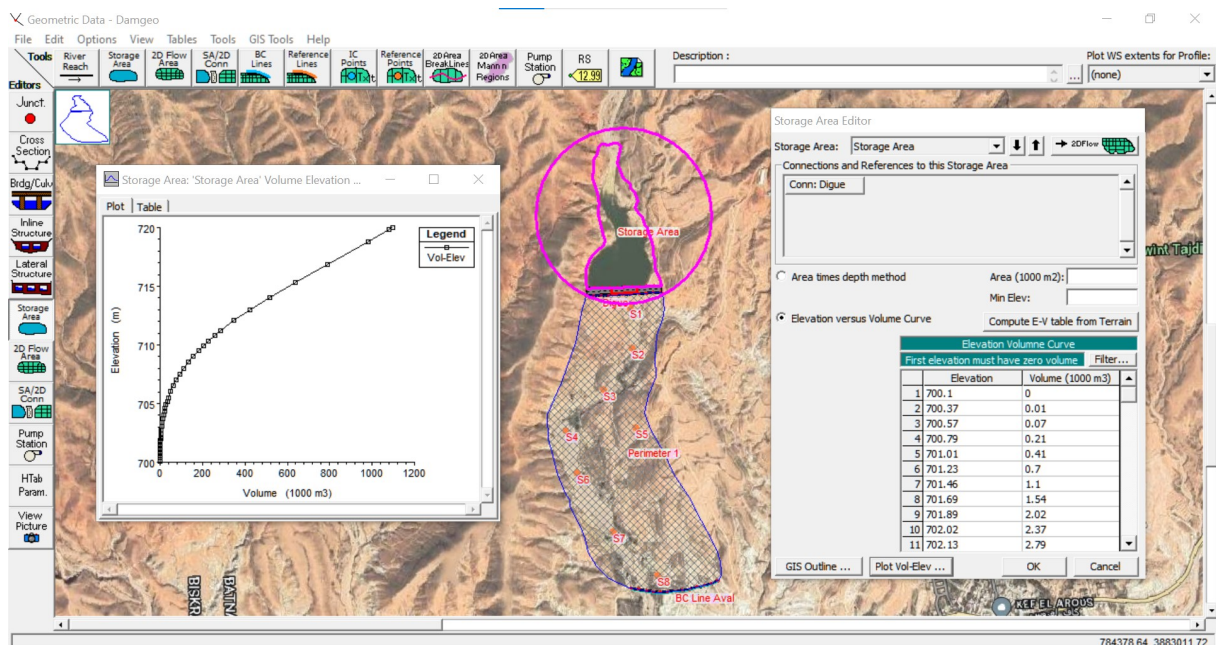 Geometric Data - Damgeo
File Edit Options View Tables Tools GIS Tools Help
Tools
River Reach
Storage Area
2D Flow Area
SA/2D Conn
BC Lines
Reference Lines
IC Points
Reference Points
2D Area BreakLines
2D Area Mann n Regions
Pump Station
RS
12.99
Description :
...
Plot WS extents for Profile:
(none)
Editors
Junct.
Cross Section
Brdg/Culv
Inline Structure
Lateral Structure
Storage Area
2D Flow Area
SA/2D Conn
Pump Station
HTab Param.
View Picture
Storage Area: 'Storage Area' Volume Elevation ...
Plot Table
Legend
Vol-Elev
720
715
710
705
700
Elevation (m)
0 200 400 600 800 1000 1200
Volume (1000 m3)
Storage Area
S1
S2
S3
S4
S5
Perimeter 1
S6
S7
S8
BC Line Aval
BISKR
BATN
KEF EL AROUS
wint Tajdi
Storage Area Editor
Storage Area: Storage Area
2DFlow
Connections and References to this Storage Area
Conn: Digue
Area times depth method
Area (1000 m2):
Min Elev:
Elevation versus Volume Curve
Compute E-V table from Terrain
Elevation Volumne Curve
First elevation must have zero volume
Filter...
Elevation Volume (1000 m3)
1 700.1 0
2 700.37 0.01
3 700.57 0.07
4 700.79 0.21
5 701.01 0.41
6 701.23 0.7
7 701.46 1.1
8 701.69 1.54
9 701.89 2.02
10 702.02 2.37
11 702.13 2.79
GIS Outline ... Plot Vol-Elev ... OK Cancel
784378.64, 3883011.72